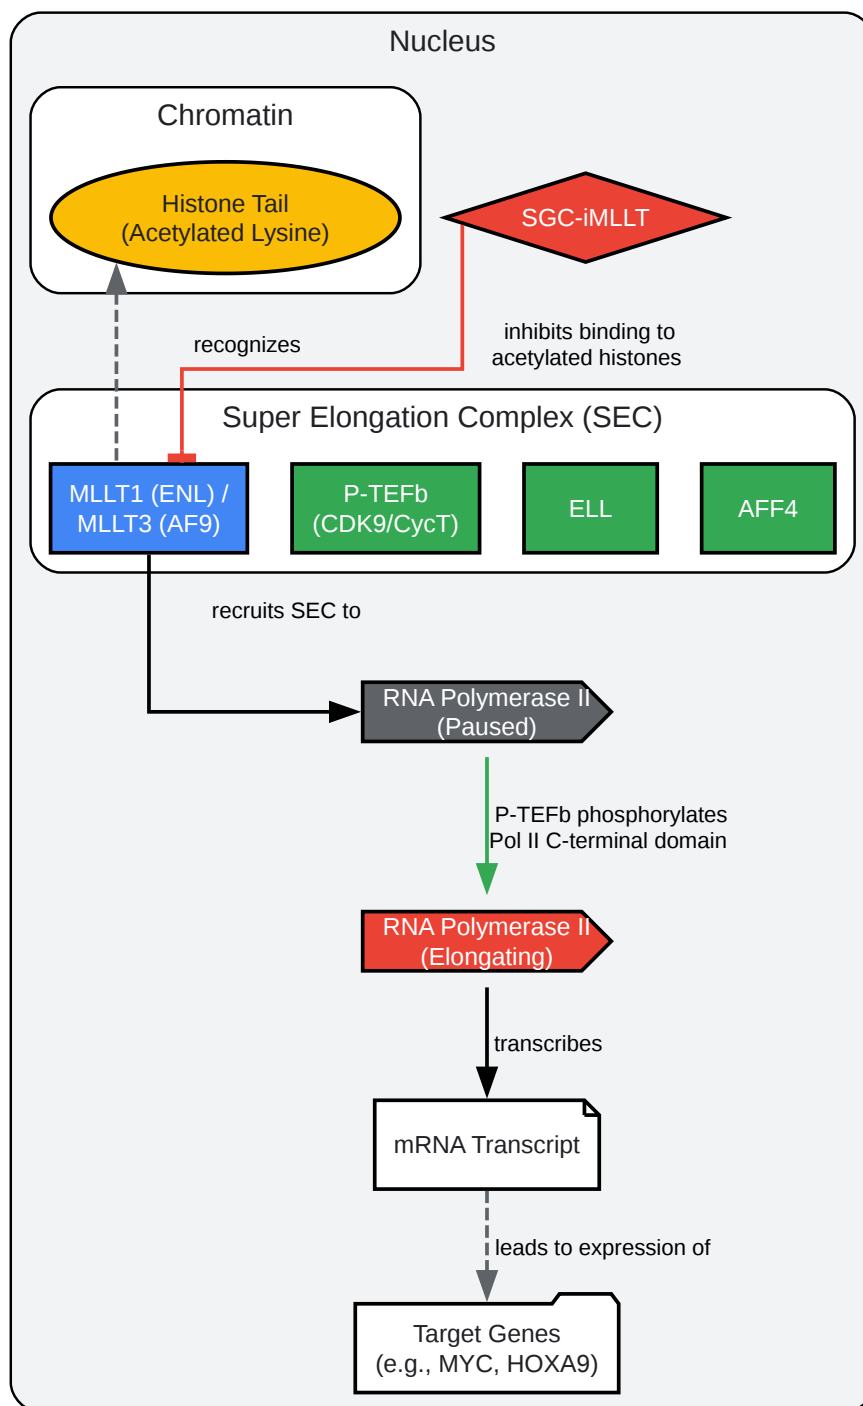 Nucleus
Chromatin
Histone Tail
(Acetylated Lysine)
SGC-iMLLT
recognizes
inhibits binding to
acetylated histones
Super Elongation Complex (SEC)
MLLT1 (ENL) /
MLLT3 (AF9)
P-TEFb
(CDK9/CycT)
ELL
AFF4
recruits SEC to
RNA Polymerase II
(Paused)
P-TEFb phosphorylates
Pol II C-terminal domain
RNA Polymerase II
(Elongating)
transcribes
mRNA Transcript
leads to expression of
Target Genes
(e.g., MYC, HOXA9)